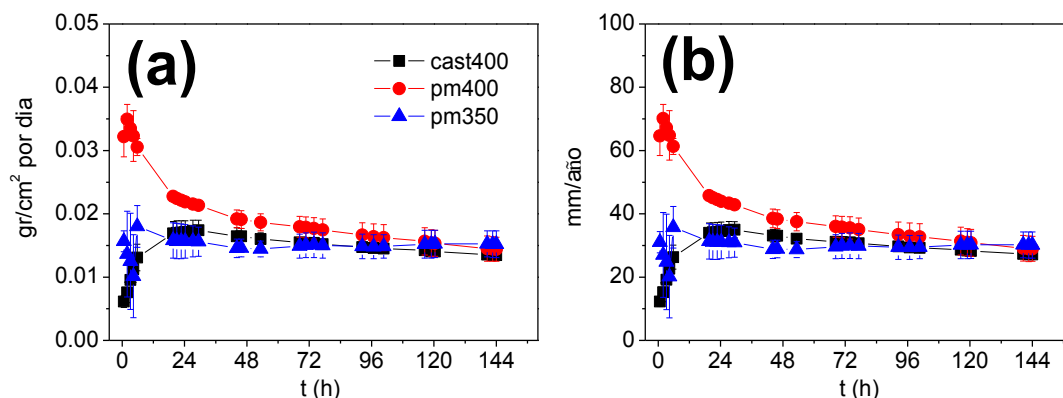 (a)
cast400
pm400
pm350
gr/cm² por dia
0.05
0.04
0.03
0.02
0.01
0.00
0 24 48 72 96 120 144
t (h)
(b)
mm/año
100
80
60
40
20
0
0 24 48 72 96 120 144
t (h)